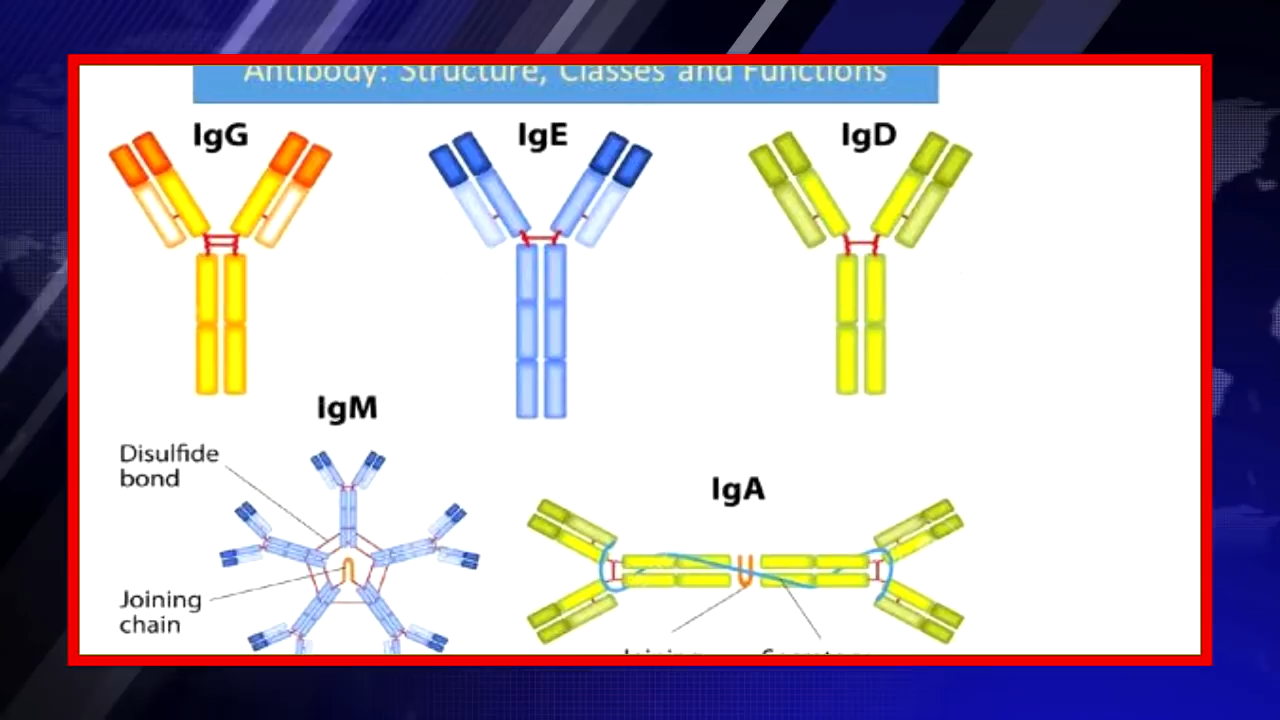 Antibody: Structure, Classes and Functions
IgG
IgE
IgD
IgM
Disulfide
bond
IgA
Joining
chain